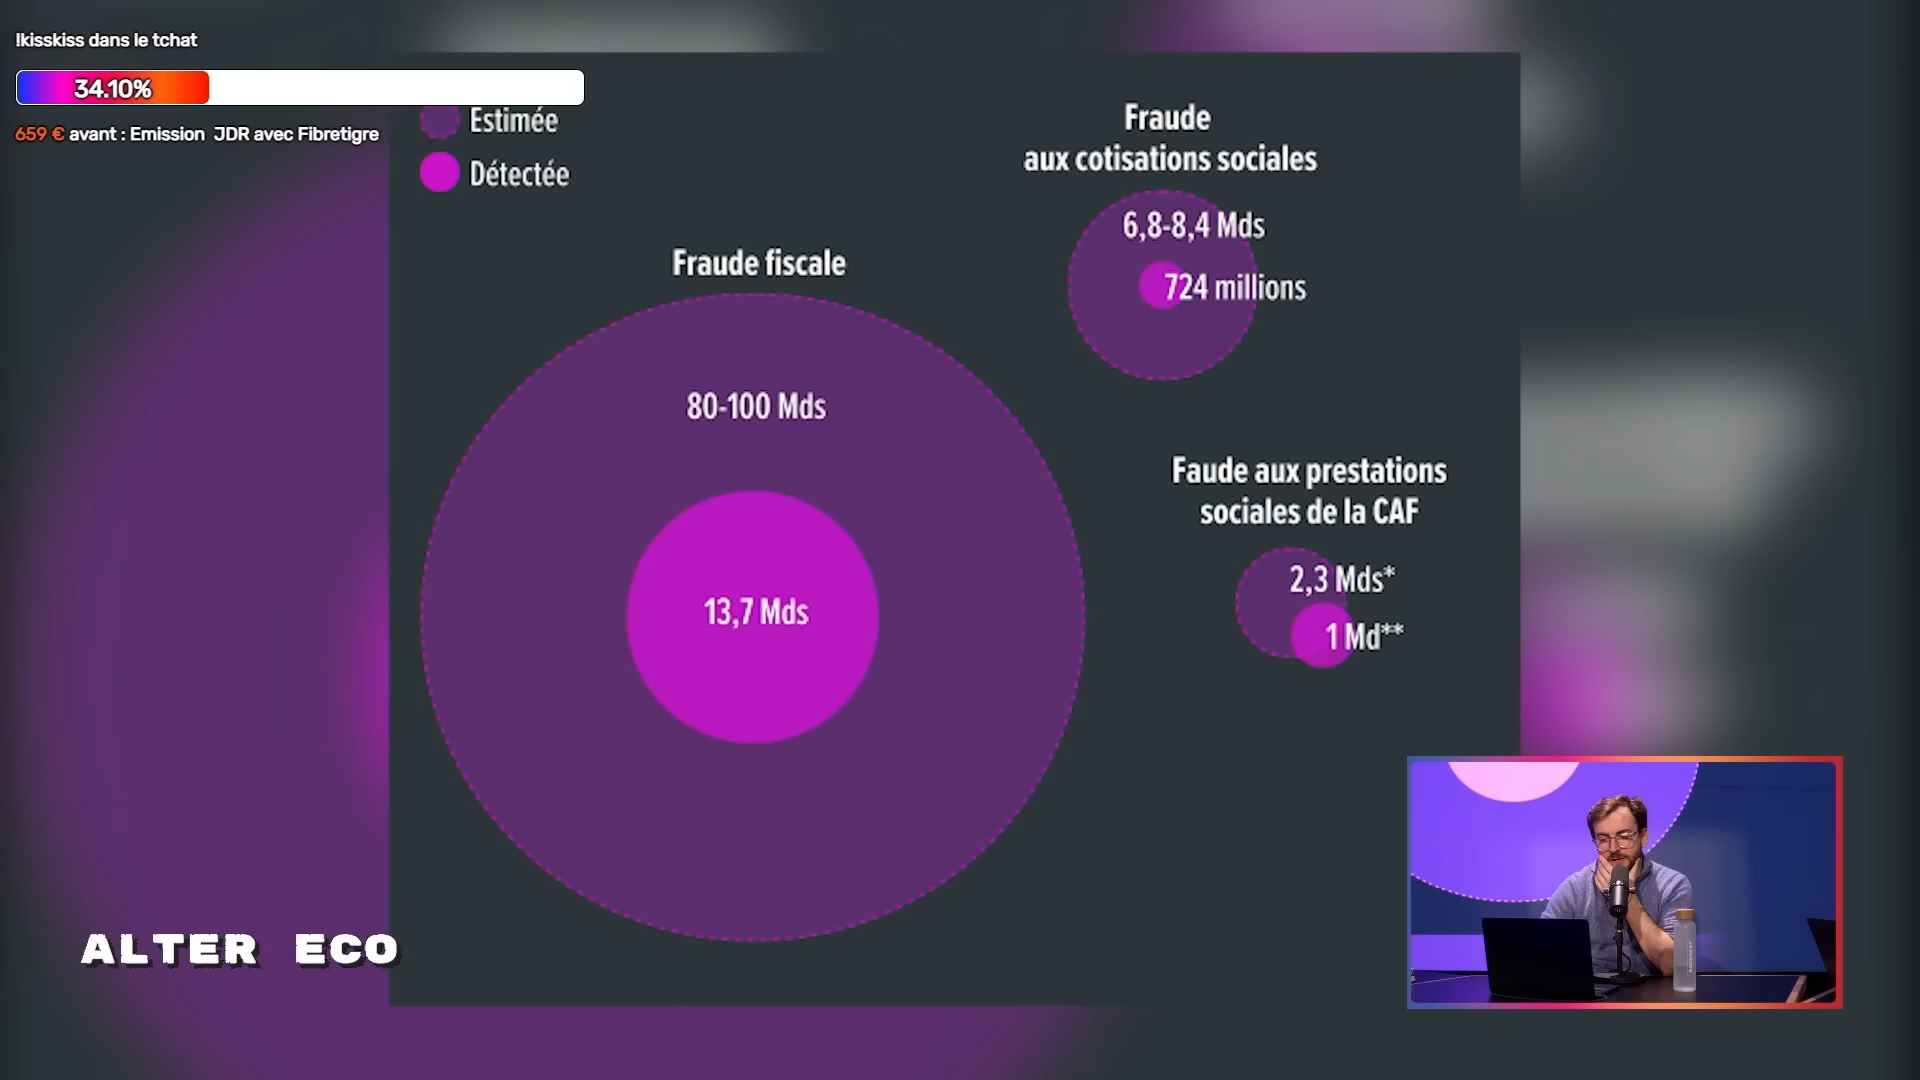 !kisskiss dans le tchat
34.10%
659 € avant : Emission JDR avec Fibretigre
Estimée
Détectée
Fraude fiscale
80-100 Mds
13,7 Mds
Fraude
aux cotisations sociales
6,8-8,4 Mds
724 millions
Faude aux prestations
sociales de la CAF
2,3 Mds*
1 Md**
ALTER ECO